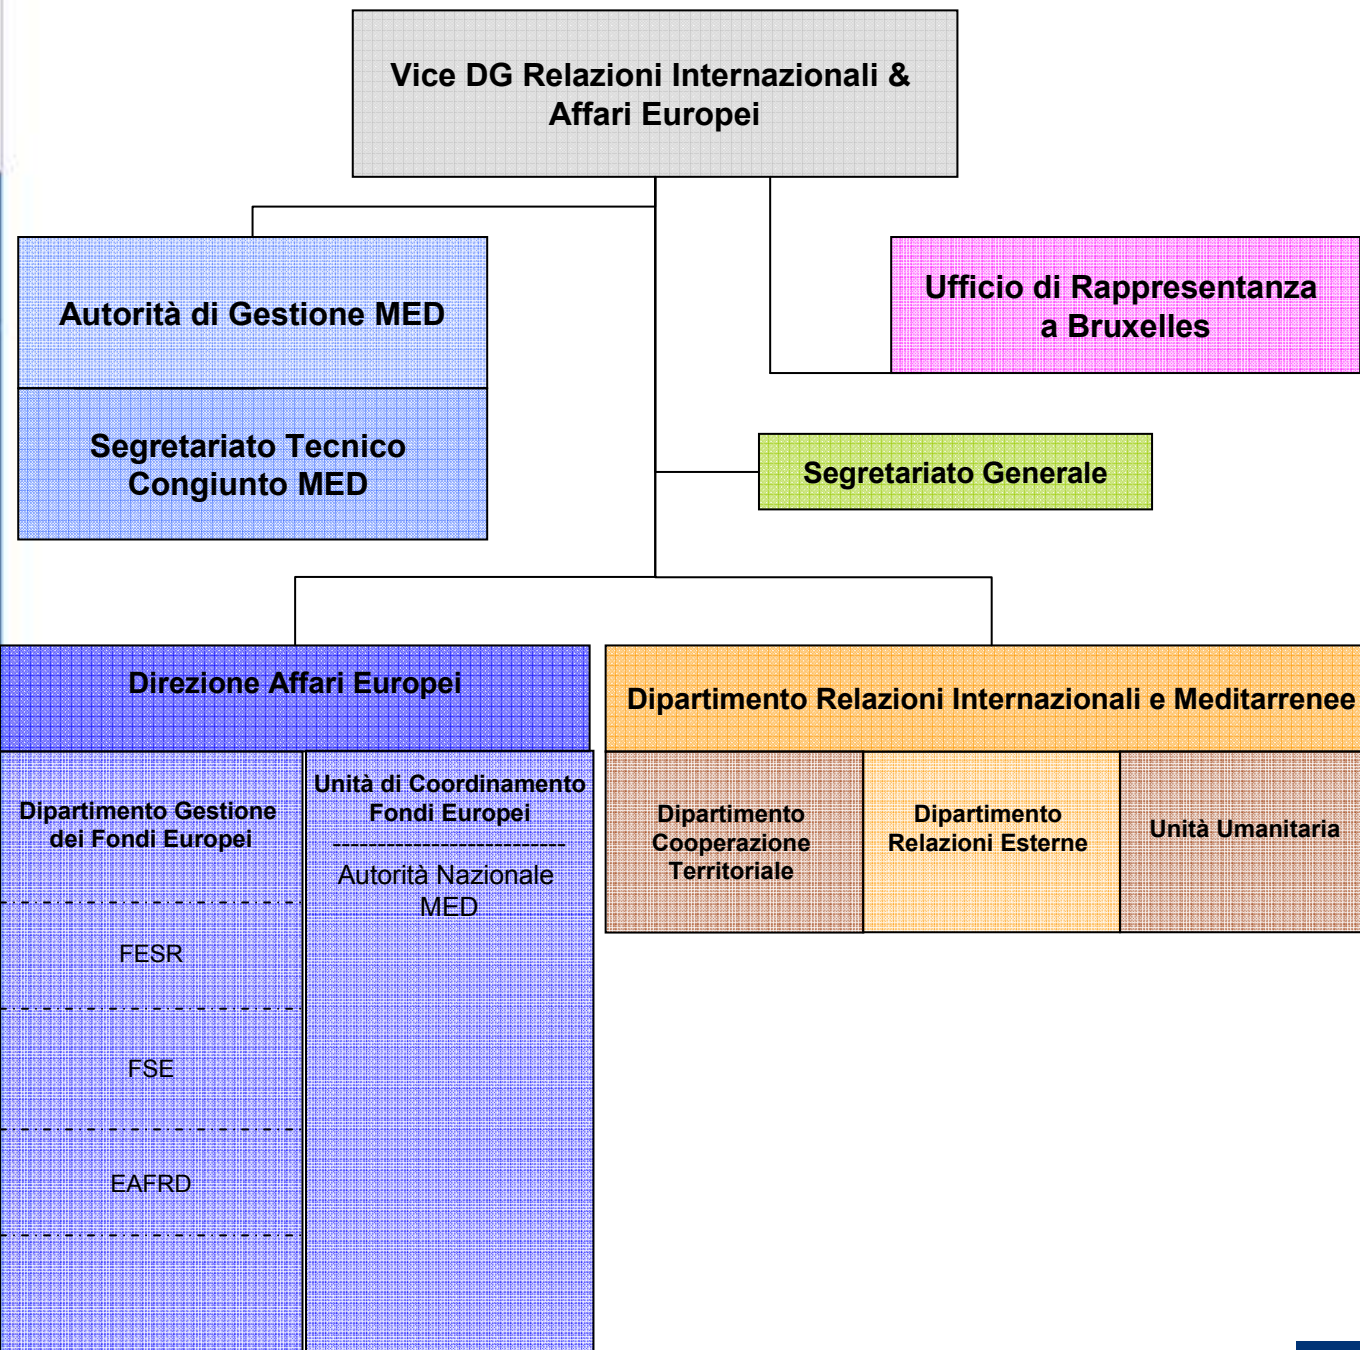 Vice DG Relazioni Internazionali &
Affari Europei
Autorità di Gestione MED
Ufficio di Rappresentanza
a Bruxelles
Segretariato Tecnico
Congiunto MED
Segretariato Generale
Direzione Affari Europei
Dipartimento Relazioni Internazionali e Meditarrenee
Dipartimento Gestione
dei Fondi Europei
FESR
FSE
EAFRD
Unità di Coordinamento
Fondi Europei
--------------------------
Autorità Nazionale
MED
Dipartimento
Cooperazione
Territoriale
Dipartimento
Relazioni Esterne
Unità Umanitaria